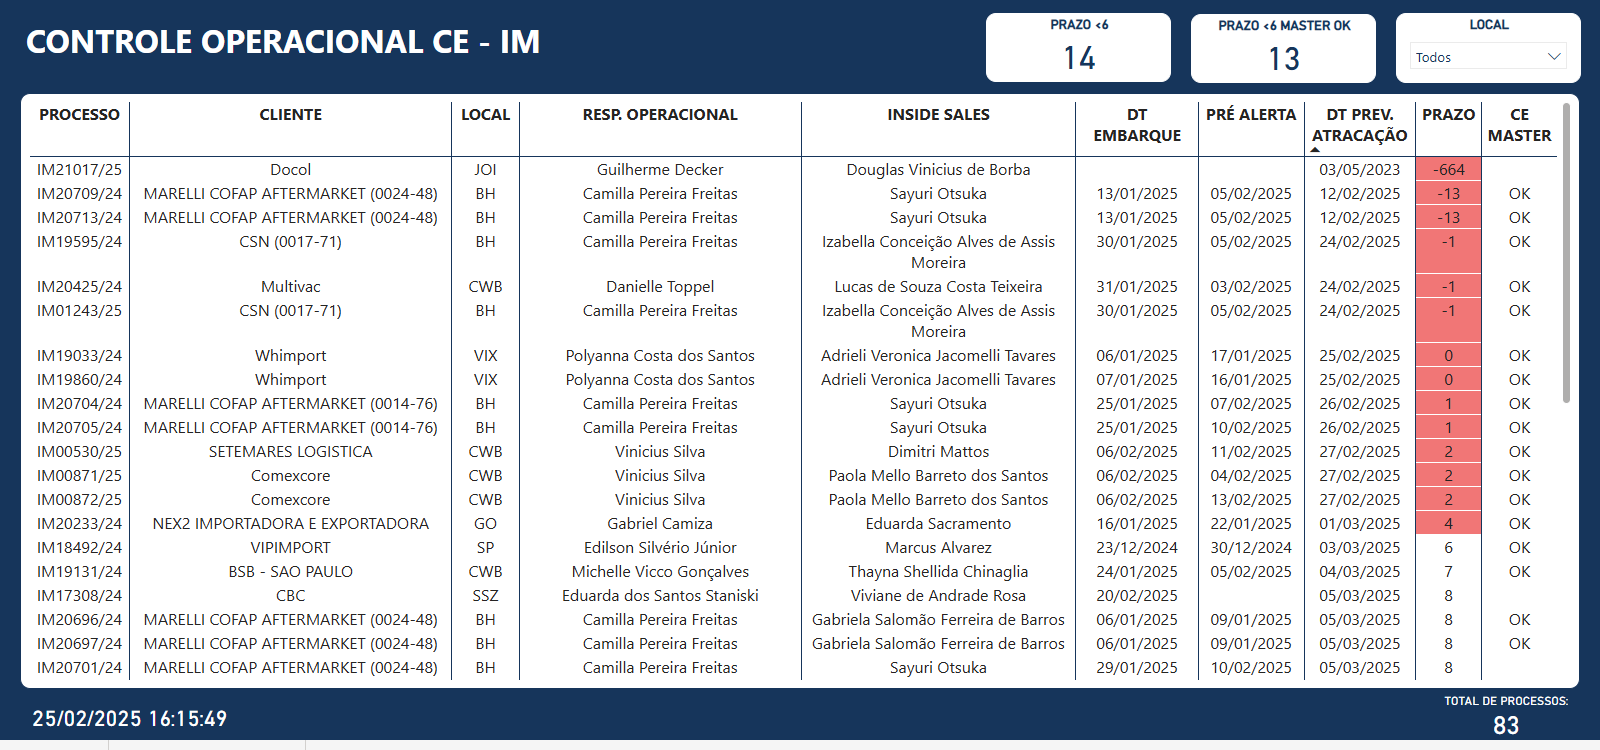 CONTROLE OPERACIONAL CE - IM
PRAZO <6
14
PRAZO <6 MASTER OK
13
LOCAL
Todos
PROCESSO CLIENTE LOCAL RESP. OPERACIONAL INSIDE SALES DT EMBARQUE PRÉ ALERTA DT PREV. ATRACAÇÃO PRAZO CE MASTER
IM21017/25 Docol JOI Guilherme Decker Douglas Vinicius de Borba 03/05/2023 -664
IM20709/24 MARELLI COFAP AFTERMARKET (0024-48) BH Camilla Pereira Freitas Sayuri Otsuka 13/01/2025 05/02/2025 12/02/2025 -13 OK
IM20713/24 MARELLI COFAP AFTERMARKET (0024-48) BH Camilla Pereira Freitas Sayuri Otsuka 13/01/2025 05/02/2025 12/02/2025 -13 OK
IM19595/24 CSN (0017-71) BH Camilla Pereira Freitas Izabella Conceição Alves de Assis Moreira 30/01/2025 05/02/2025 24/02/2025 -1 OK
IM20425/24 Multivac CWB Danielle Toppel Lucas de Souza Costa Teixeira 31/01/2025 03/02/2025 24/02/2025 -1 OK
IM01243/25 CSN (0017-71) BH Camilla Pereira Freitas Izabella Conceição Alves de Assis Moreira 30/01/2025 05/02/2025 24/02/2025 -1 OK
IM19033/24 Whimport VIX Polyanna Costa dos Santos Adrieli Veronica Jacomelli Tavares 06/01/2025 17/01/2025 25/02/2025 0 OK
IM19860/24 Whimport VIX Polyanna Costa dos Santos Adrieli Veronica Jacomelli Tavares 07/01/2025 16/01/2025 25/02/2025 0 OK
IM20704/24 MARELLI COFAP AFTERMARKET (0014-76) BH Camilla Pereira Freitas Sayuri Otsuka 25/01/2025 07/02/2025 26/02/2025 1 OK
IM20705/24 MARELLI COFAP AFTERMARKET (0014-76) BH Camilla Pereira Freitas Sayuri Otsuka 25/01/2025 10/02/2025 26/02/2025 1 OK
IM00530/25 SETEMARES LOGISTICA CWB Vinicius Silva Dimitri Mattos 06/02/2025 11/02/2025 27/02/2025 2 OK
IM00871/25 Comexcore CWB Vinicius Silva Paola Mello Barreto dos Santos 06/02/2025 04/02/2025 27/02/2025 2 OK
IM00872/25 Comexcore CWB Vinicius Silva Paola Mello Barreto dos Santos 06/02/2025 13/02/2025 27/02/2025 2 OK
IM20233/24 NEX2 IMPORTADORA E EXPORTADORA GO Gabriel Camiza Eduarda Sacramento 16/01/2025 22/01/2025 01/03/2025 4 OK
IM18492/24 VIPIMPORT SP Edilson Silvério Júnior Marcus Alvarez 23/12/2024 30/12/2024 03/03/2025 6 OK
IM19131/24 BSB - SAO PAULO CWB Michelle Vicco Gonçalves Thayna Shellida Chinaglia 24/01/2025 05/02/2025 04/03/2025 7 OK
IM17308/24 CBC SSZ Eduarda dos Santos Staniski Viviane de Andrade Rosa 20/02/2025 05/03/2025 8
IM20696/24 MARELLI COFAP AFTERMARKET (0024-48) BH Camilla Pereira Freitas Gabriela Salomão Ferreira de Barros 06/01/2025 09/01/2025 05/03/2025 8 OK
IM20697/24 MARELLI COFAP AFTERMARKET (0024-48) BH Camilla Pereira Freitas Gabriela Salomão Ferreira de Barros 06/01/2025 09/01/2025 05/03/2025 8 OK
IM20701/24 MARELLI COFAP AFTERMARKET (0024-48) BH Camilla Pereira Freitas Sayuri Otsuka 29/01/2025 10/02/2025 05/03/2025 8
25/02/2025 16:15:49
TOTAL DE PROCESSOS:
83